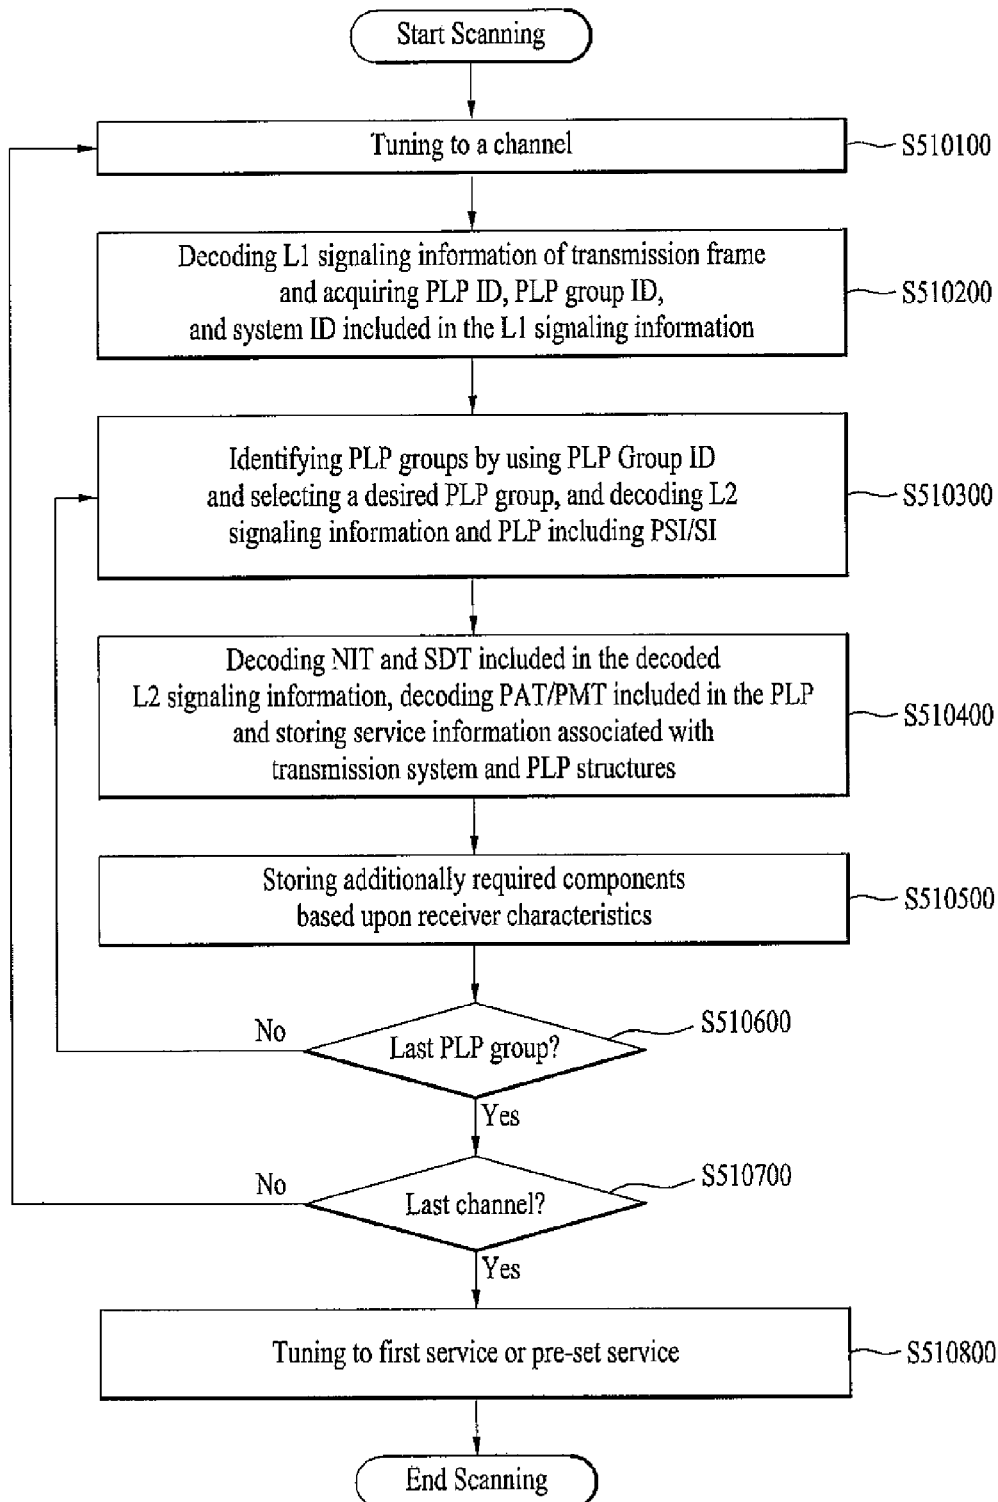 Start Scanning
Tuning to a channel
S510100
Decoding L1 signaling information of transmission frame
and acquiring PLP ID, PLP group ID,
and system ID included in the L1 signaling information
S510200
Identifying PLP groups by using PLP Group ID
and selecting a desired PLP group, and decoding L2
signaling information and PLP including PSI/SI
S510300
Decoding NIT and SDT included in the decoded
L2 signaling information, decoding PAT/PMT included in the PLP
and storing service information associated with
transmission system and PLP structures
S510400
Storing additionally required components
based upon receiver characteristics
S510500
No
Last PLP group?
S510600
Yes
No
Last channel?
S510700
Yes
Tuning to first service or pre-set service
S510800
End Scanning